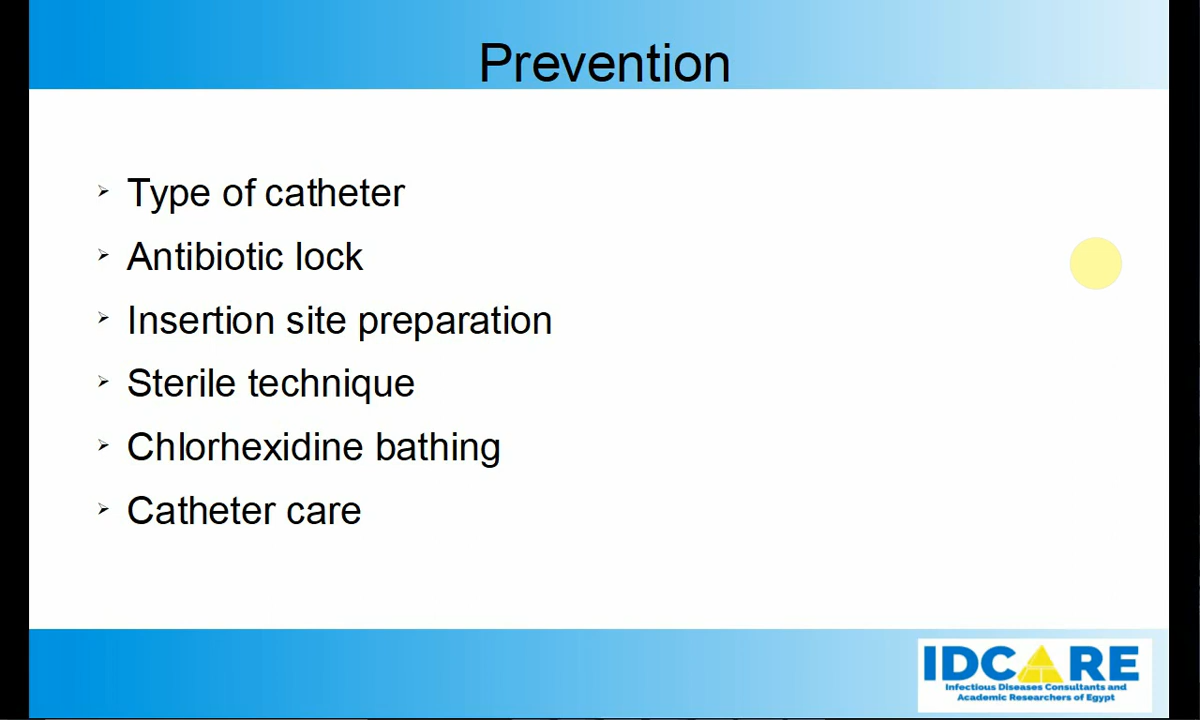 Prevention
Type of catheter
Antibiotic lock
Insertion site preparation
Sterile technique
Chlorhexidine bathing
Catheter care
IDCARE
Infectious Diseases Consultants and
Academic Researchers of Egypt